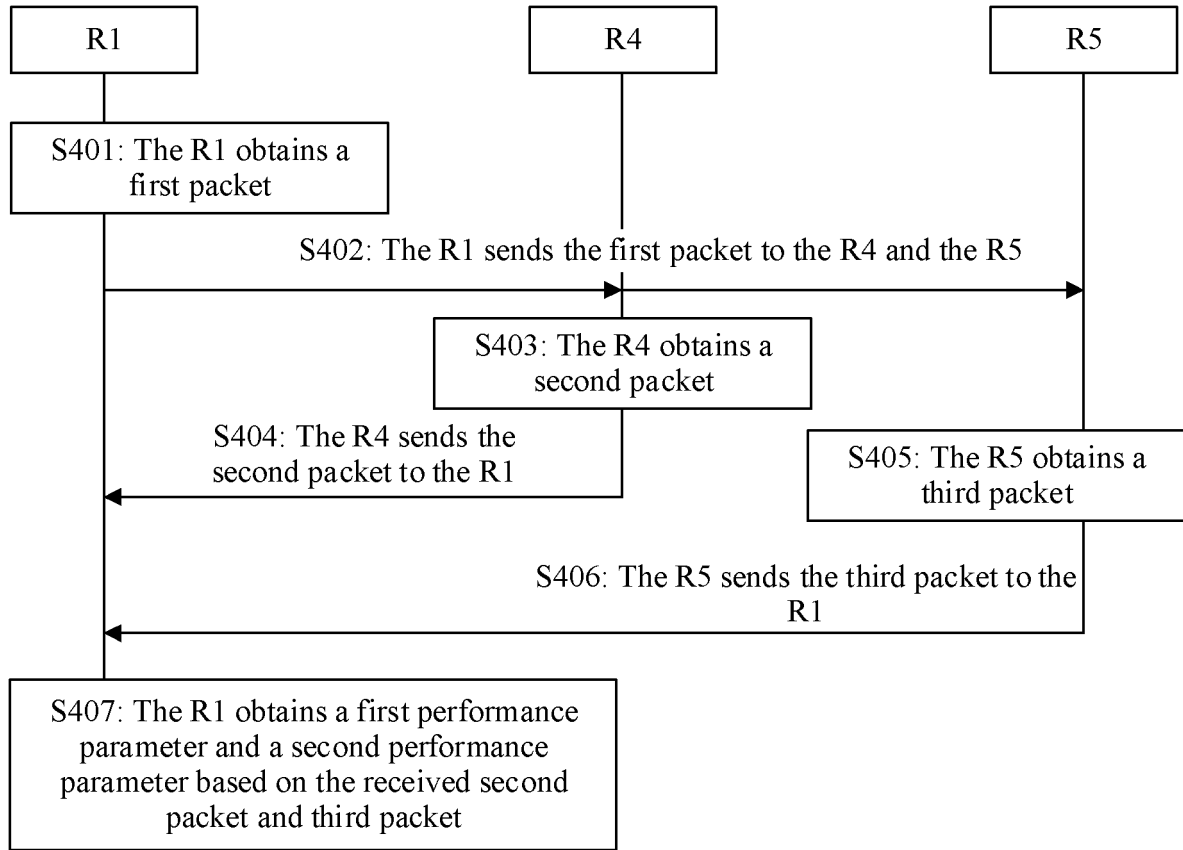 R1
R4
R5
S401: The R1 obtains a
first packet
S402: The R1 sends the first packet to the R4 and the R5
S403: The R4 obtains a
second packet
S404: The R4 sends the
second packet to the R1
S405: The R5 obtains a
third packet
S406: The R5 sends the third packet to the
R1
S407: The R1 obtains a first performance
parameter and a second performance
parameter based on the received second
packet and third packet